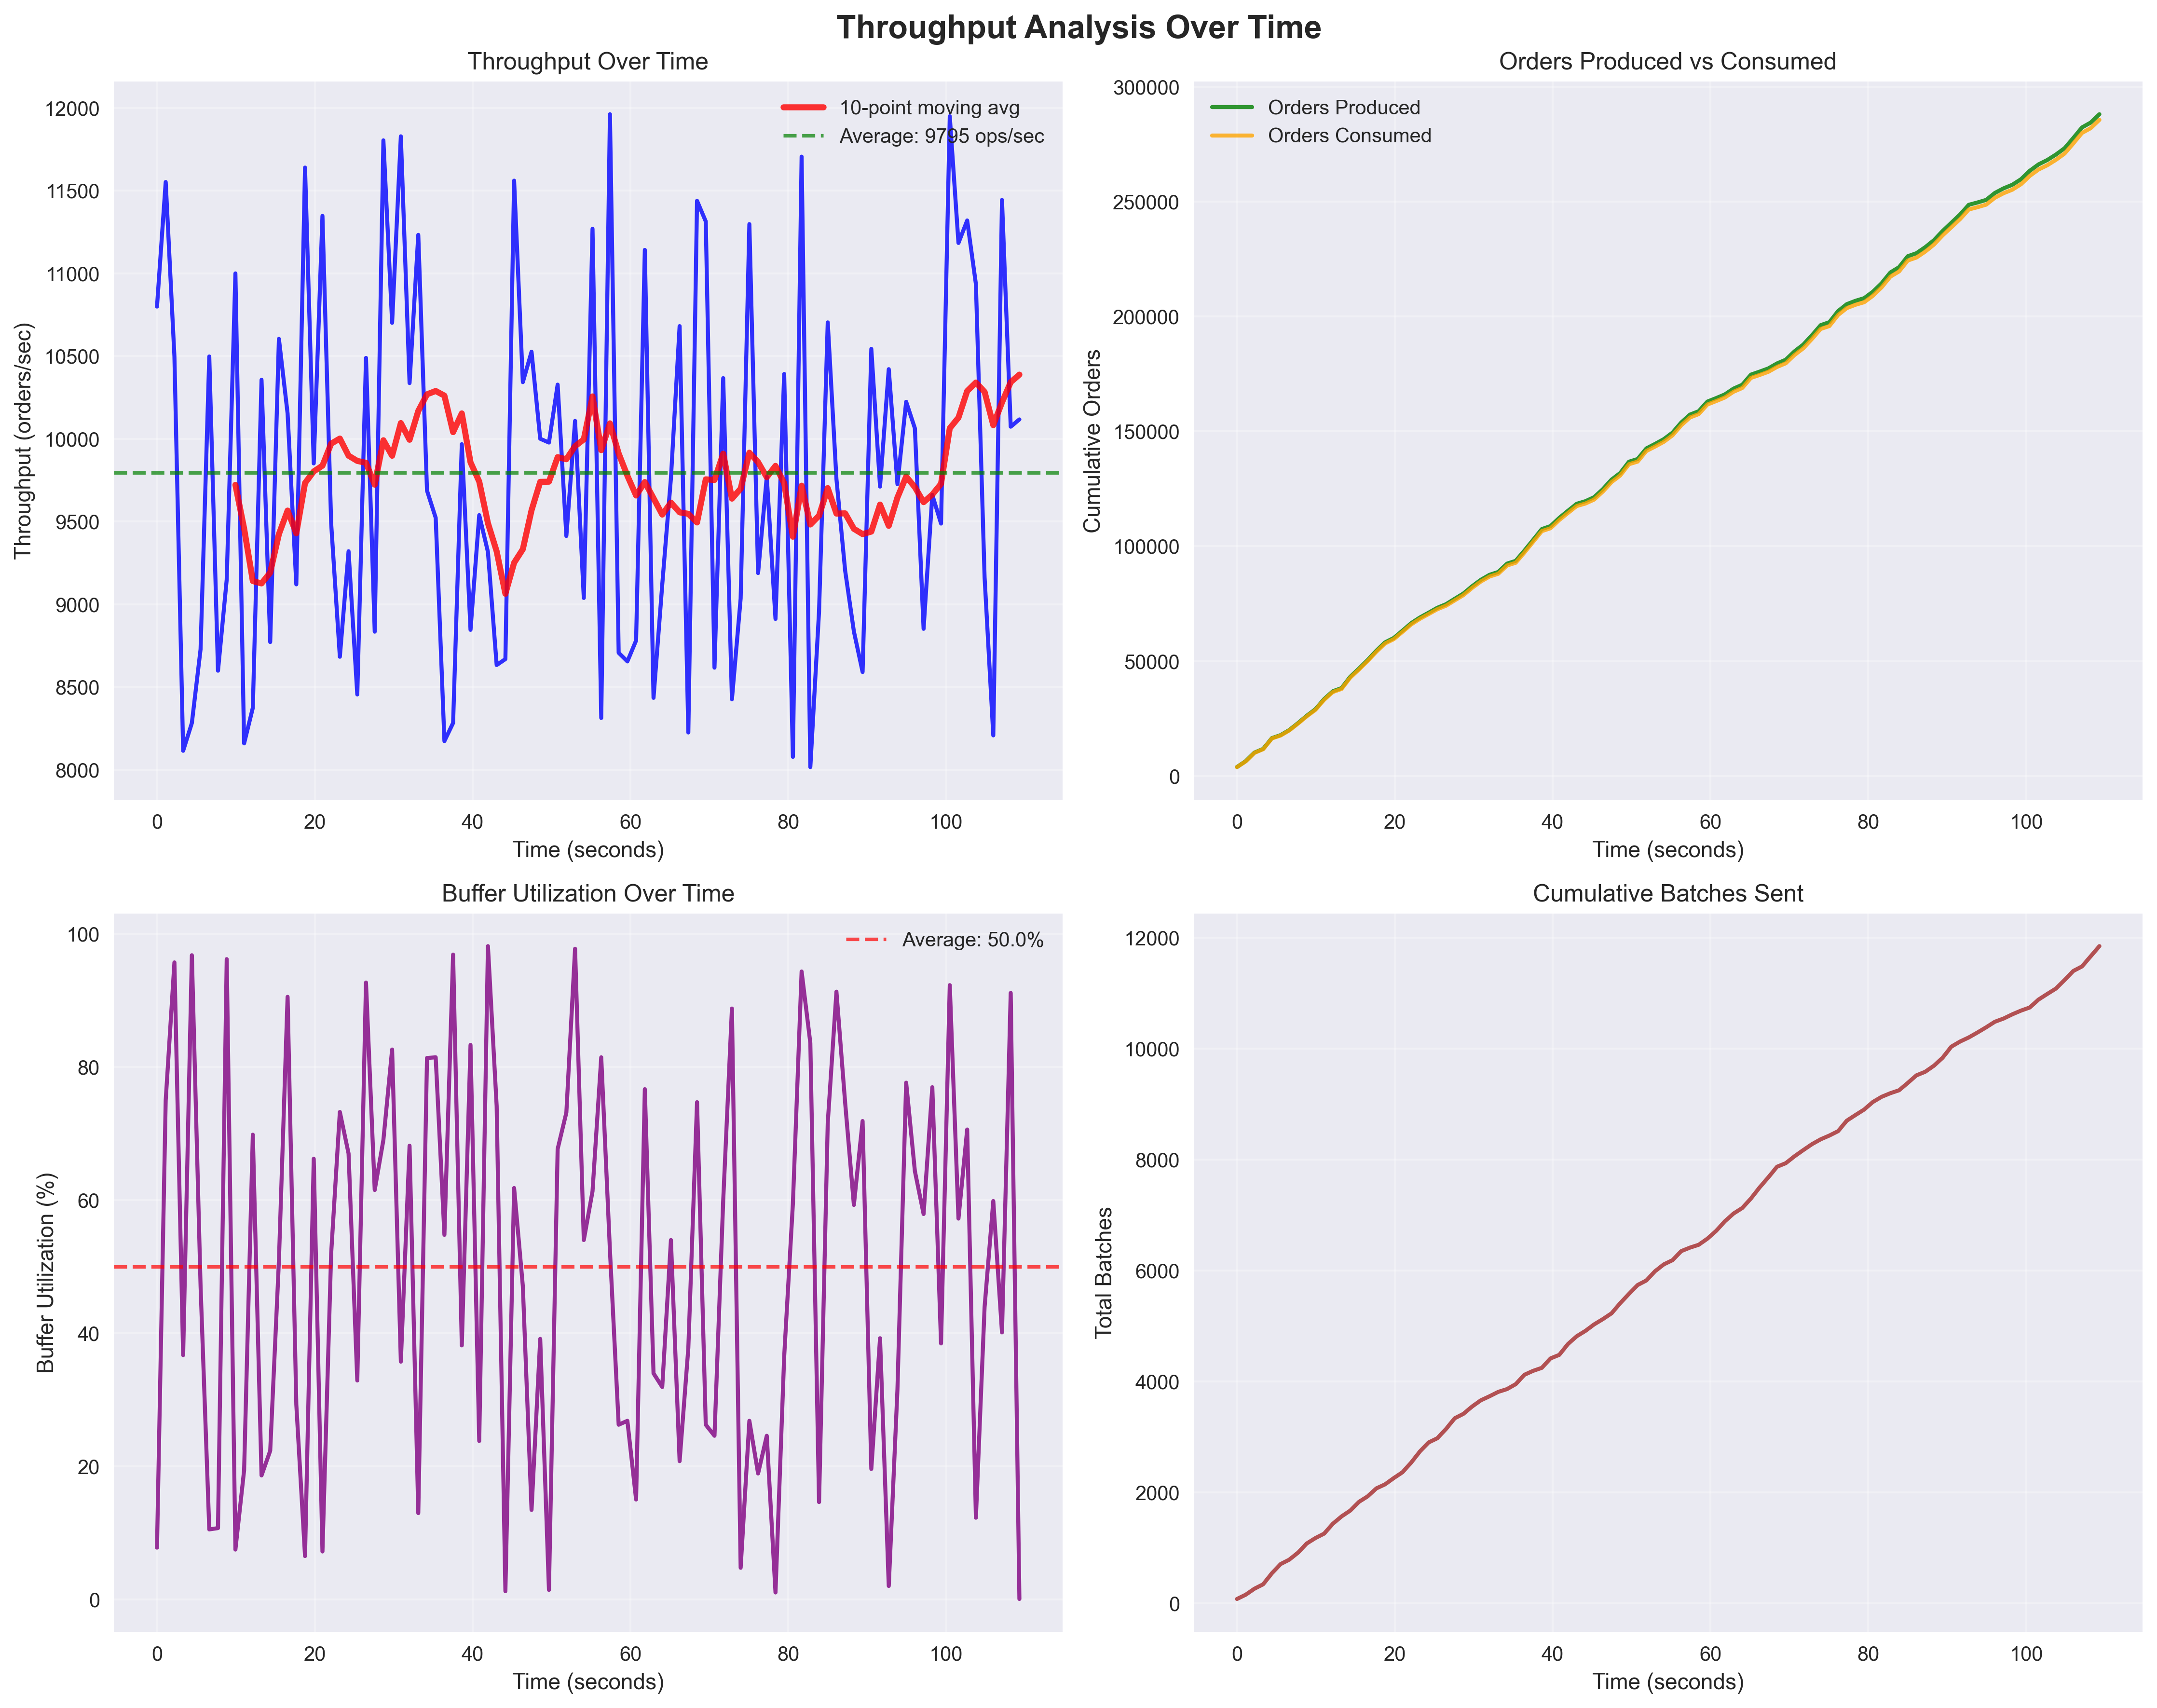 Throughput Analysis Over Time
Throughput Over Time
12000
11500
11000
10500
10000
9500
9000
8500
8000
Throughput (orders/sec)
10-point moving avg
Average: 9795 ops/sec
0 20 40 60 80 100
Time (seconds)
Orders Produced vs Consumed
300000
250000
200000
150000
100000
50000
0
Cumulative Orders
Orders Produced
Orders Consumed
0 20 40 60 80 100
Time (seconds)
Buffer Utilization Over Time
100
80
60
40
20
0
Buffer Utilization (%)
Average: 50.0%
0 20 40 60 80 100
Time (seconds)
Cumulative Batches Sent
12000
10000
8000
6000
4000
2000
0
Total Batches
0 20 40 60 80 100
Time (seconds)